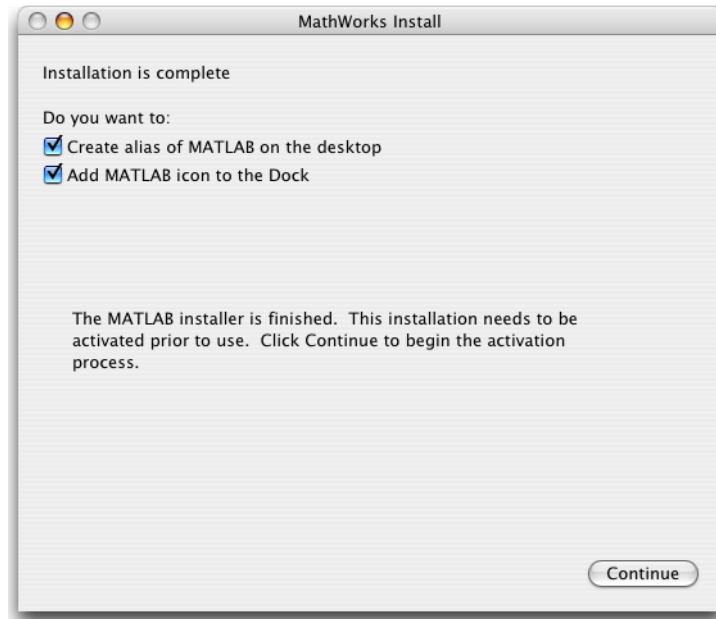 MathWorks Install
Installation is complete
Do you want to:
Create alias of MATLAB on the desktop
Add MATLAB icon to the Dock
The MATLAB installer is finished.  This installation needs to be
activated prior to use.  Click Continue to begin the activation
process.
Continue